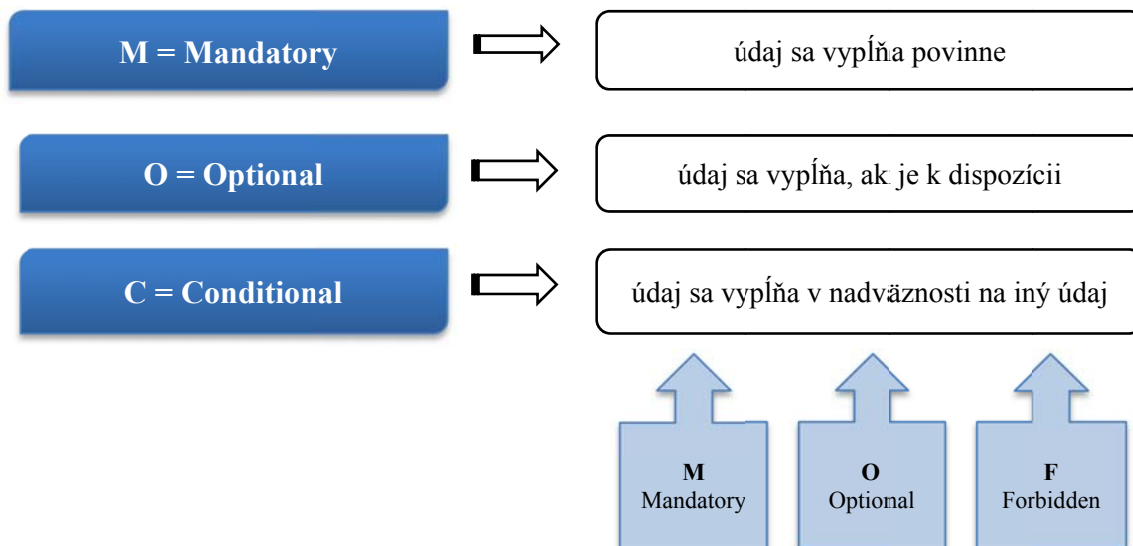 M = Mandatory
údaj sa vypĺňa povinne
O = Optional
údaj sa vypĺňa, ak je k dispozícii
C = Conditional
údaj sa vypĺňa v nadväznosti na iný údaj
M
Mandatory
O
Optional
F
Forbidden